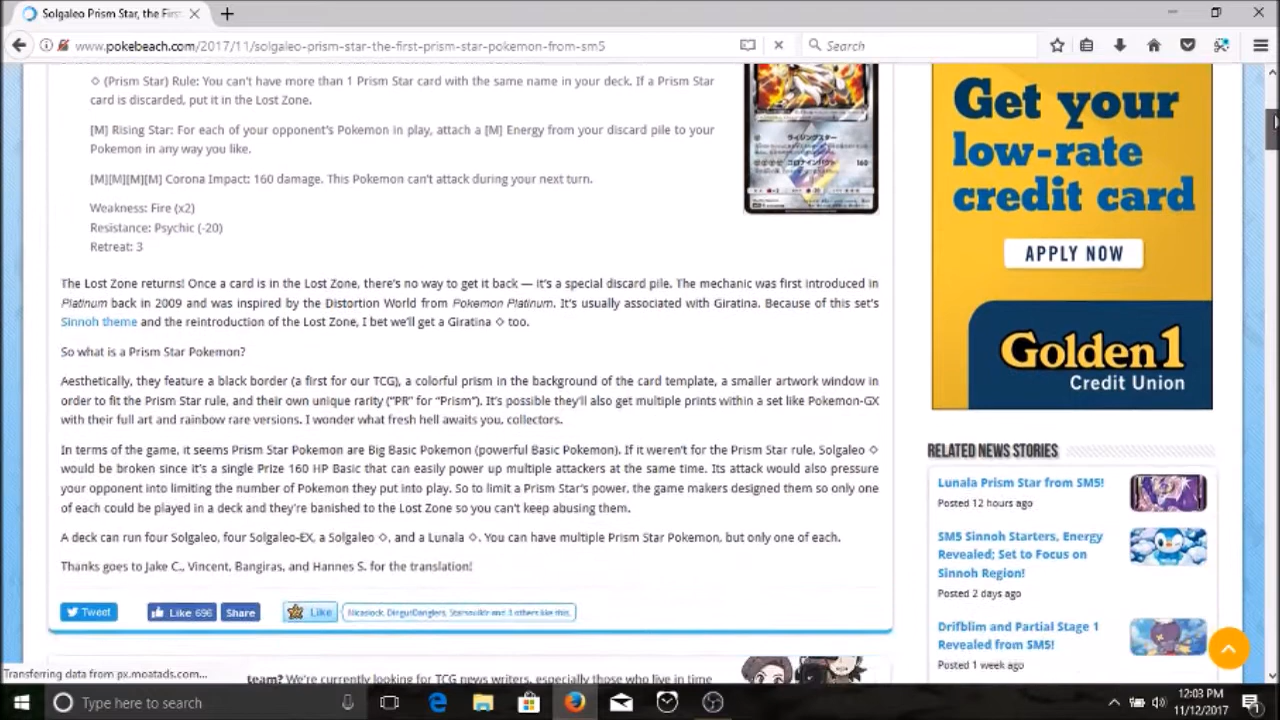 Solgaleo Prism Star, the Firs
www.pokebeach.com/2017/11/solgaleo-prism-star-the-first-prism-star-pokemon-from-sm5
Search
◇ (Prism Star) Rule: You can't have more than 1 Prism Star card with the same name in your deck. If a Prism Star
card is discarded, put it in the Lost Zone.
[M] Rising Star: For each of your opponent's Pokemon in play, attach a [M] Energy from your discard pile to your
Pokemon in any way you like.
[M][M][M][M] Corona Impact: 160 damage. This Pokemon can't attack during your next turn.
Weakness: Fire (x2)
Resistance: Psychic (-20)
Retreat: 3
ライジングスター
コロナインパクト 160
The Lost Zone returns! Once a card is in the Lost Zone, there's no way to get it back — it's a special discard pile. The mechanic was first introduced in
Platinum back in 2009 and was inspired by the Distortion World from Pokemon Platinum. It's usually associated with Giratina. Because of this set's
Sinnoh theme and the reintroduction of the Lost Zone, I bet we'll get a Giratina ◇ too.
So what is a Prism Star Pokemon?
Aesthetically, they feature a black border (a first for our TCG), a colorful prism in the background of the card template, a smaller artwork window in
order to fit the Prism Star rule, and their own unique rarity ("PR" for "Prism"). It's possible they'll also get multiple prints within a set like Pokemon-GX
with their full art and rainbow rare versions. I wonder what fresh hell awaits you, collectors.
In terms of the game, it seems Prism Star Pokemon are Big Basic Pokemon (powerful Basic Pokemon). If it weren't for the Prism Star rule, Solgaleo ◇
would be broken since it's a single Prize 160 HP Basic that can easily power up multiple attackers at the same time. Its attack would also pressure
your opponent into limiting the number of Pokemon they put into play. So to limit a Prism Star's power, the game makers designed them so only one
of each could be played in a deck and they're banished to the Lost Zone so you can't keep abusing them.
A deck can run four Solgaleo, four Solgaleo-EX, a Solgaleo ◇, and a Lunala ◇. You can have multiple Prism Star Pokemon, but only one of each.
Thanks goes to Jake C., Vincent, Bangiras, and Hannes S. for the translation!
Tweet
Like 696
Share
Like
others like this.
team? We're currently looking for TCG news writers, especially those who live in time
Get your
low-rate
credit card
APPLY NOW
Golden1
Credit Union
RELATED NEWS STORIES
Lunala Prism Star from SM5!
Posted 12 hours ago
SM5 Sinnoh Starters, Energy
Revealed; Set to Focus on
Sinnoh Region!
Posted 2 days ago
Drifblim and Partial Stage 1
Revealed from SM5!
Posted 1 week ago
Transferring data from px.moatads.com...
Type here to search
12:03 PM
11/12/2017